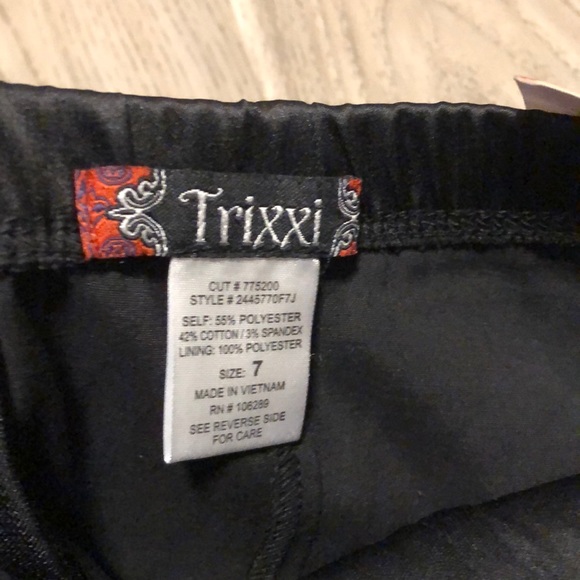 Trixxi
CUT # 775200
STYLE # 2445770F7J
SELF: 55% POLYESTER
42% COTTON / 3% SPANDEX
LINING: 100% POLYESTER
SIZE: 7
MADE IN VIETNAM
RN # 106289
SEE REVERSE SIDE
FOR CARE